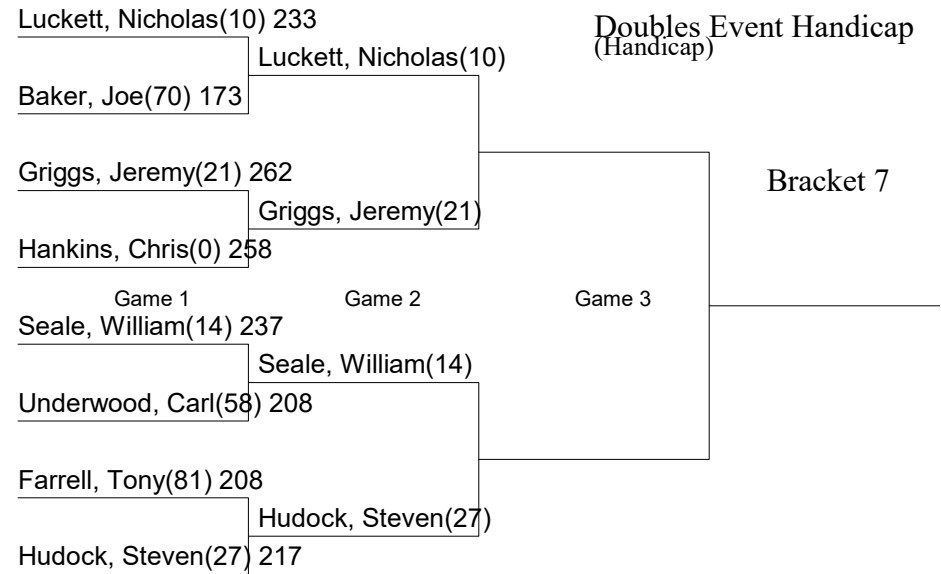 Luckett, Nicholas(10) 233
Doubles Event Handicap
(Handicap)
Luckett, Nicholas(10)
Baker, Joe(70) 173
Griggs, Jeremy(21) 262
Bracket 7
Griggs, Jeremy(21)
Hankins, Chris(0) 258
Game 1
Game 2
Game 3
Seale, William(14) 237
Seale, William(14)
Underwood, Carl(58) 208
Farrell, Tony(81) 208
Hudock, Steven(27)
Hudock, Steven(27) 217